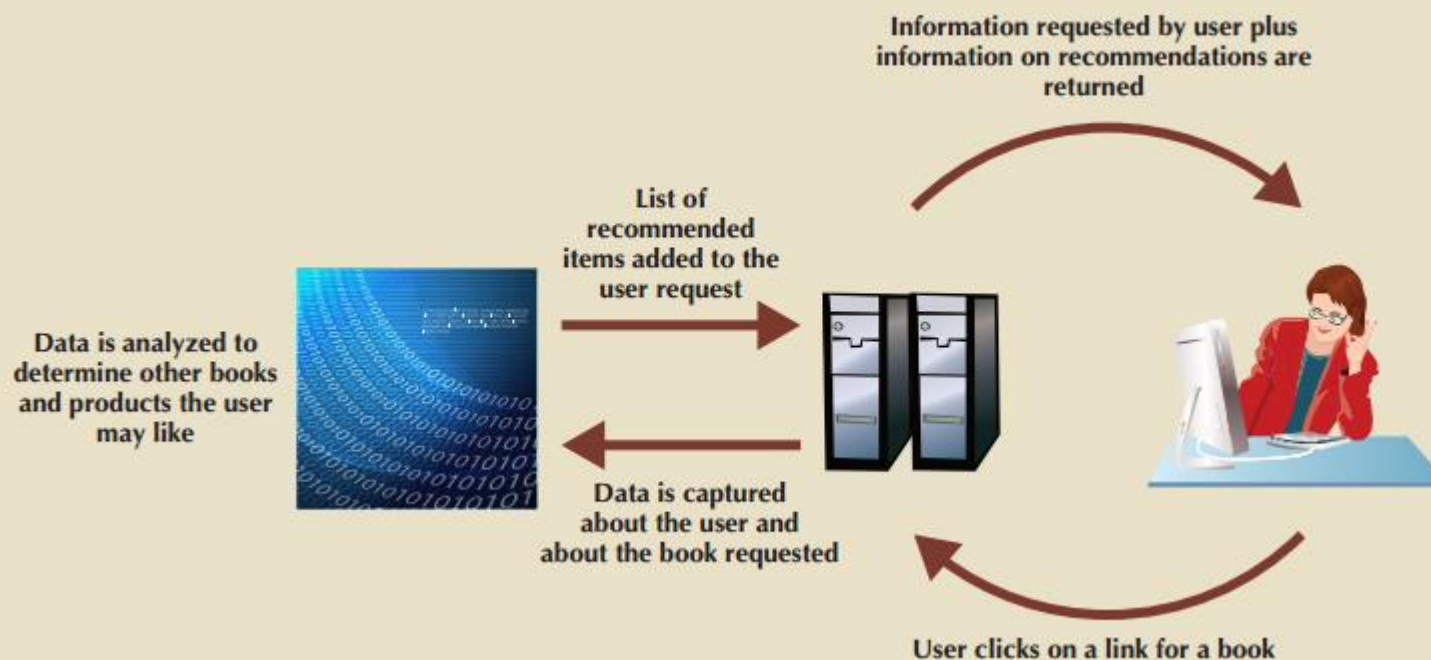 Information requested by user plus
information on recommendations are
returned
List of
recommended
items added to the
user request
Data is analyzed to
determine other books
and products the user
may like
Data is captured
about the user and
about the book requested
User clicks on a link for a book